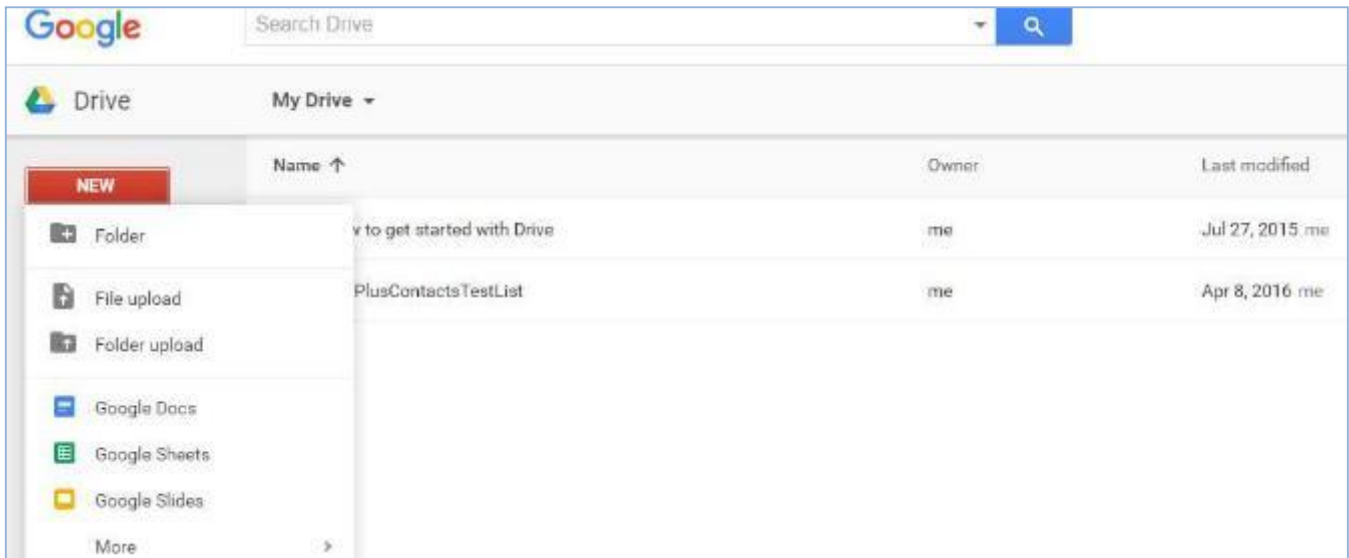 Google
Search Drive
Drive
My Drive
Name
Owner
Last modified
NEW
Folder
to get started with Drive
me
Jul 27, 2015 me
File upload
PlusContactsTestList
me
Apr 8, 2016 me
Folder upload
Google Docs
Google Sheets
Google Slides
More